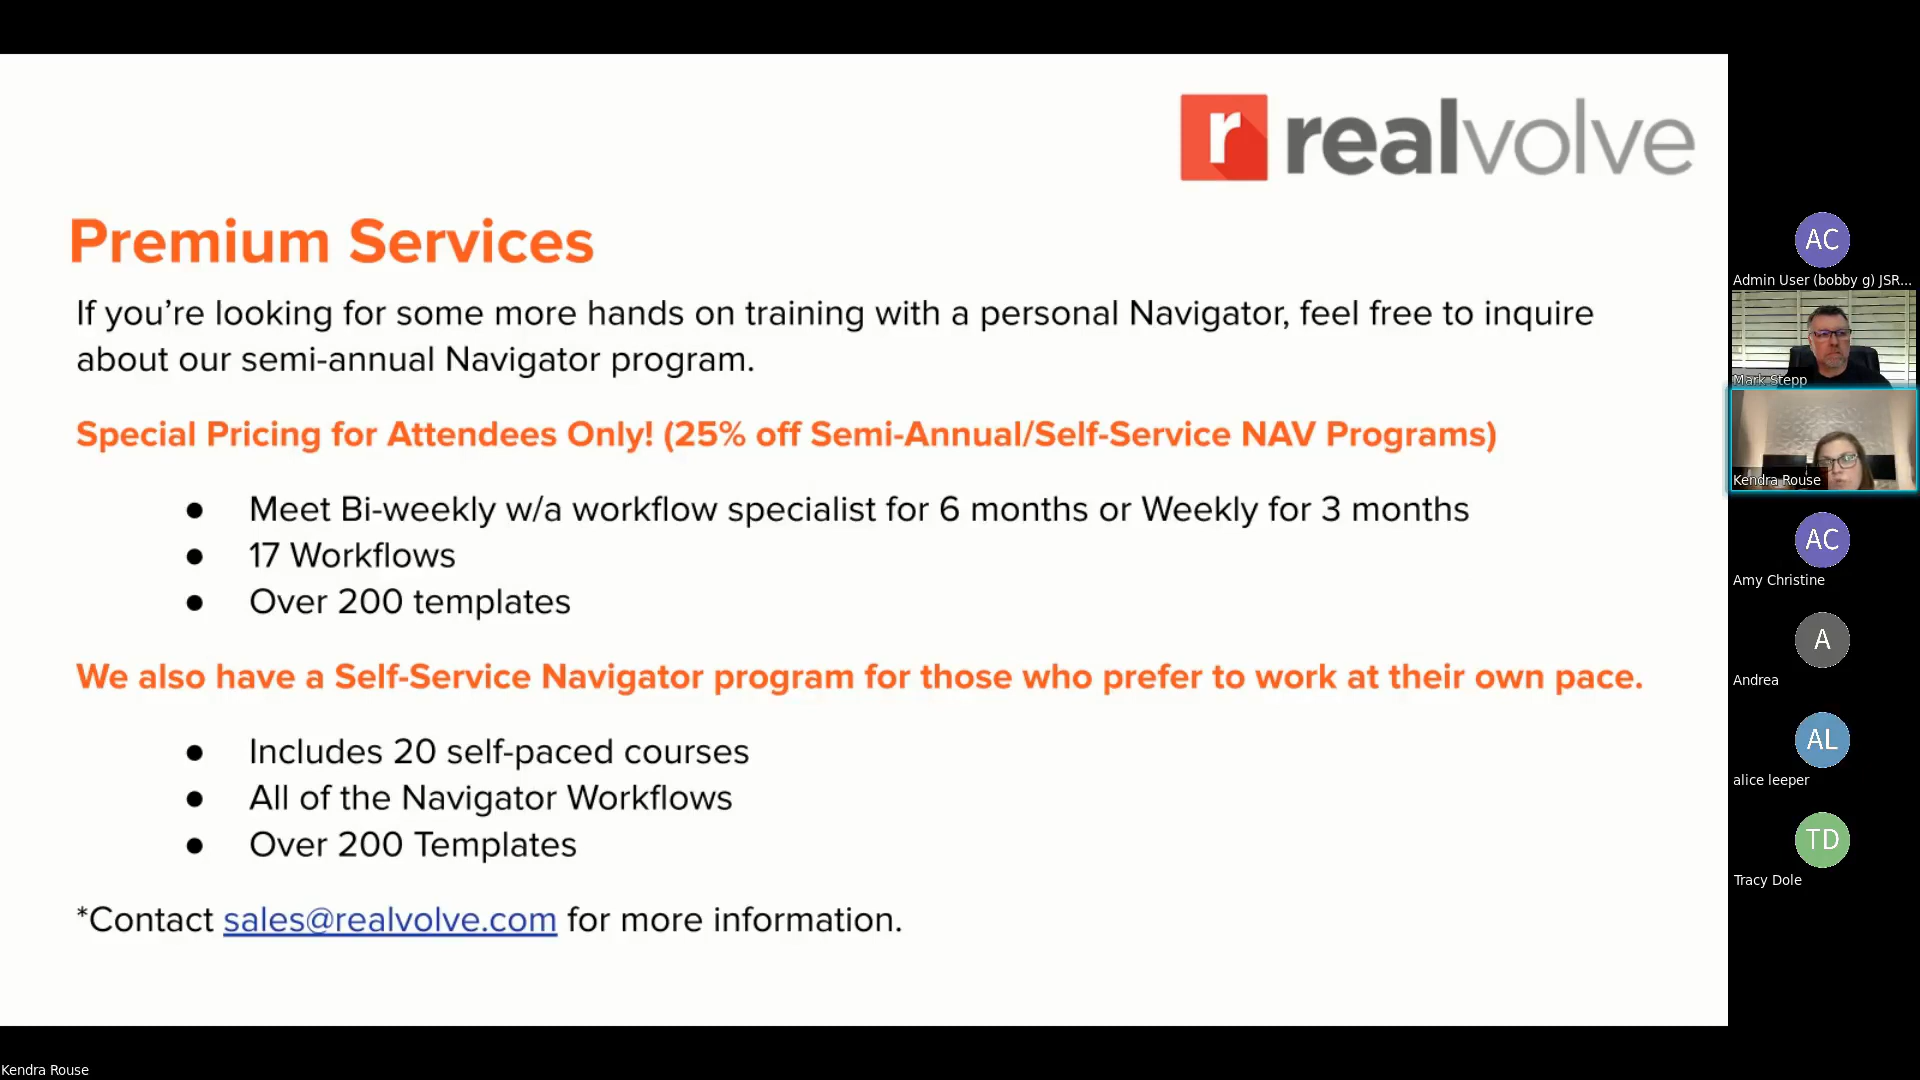 r realvolve
Premium Services
If you’re looking for some more hands on training with a personal Navigator, feel free to inquire
about our semi-annual Navigator program.
Special Pricing for Attendees Only! (25% off Semi-Annual/Self-Service NAV Programs)
● Meet Bi-weekly w/a workflow specialist for 6 months or Weekly for 3 months
● 17 Workflows
● Over 200 templates
We also have a Self-Service Navigator program for those who prefer to work at their own pace.
● Includes 20 self-paced courses
● All of the Navigator Workflows
● Over 200 Templates
*Contact sales@realvolve.com for more information.
AC
Admin User (bobby g) JSR...
Mark Stepp
Kendra Rouse
AC
Amy Christine
A
Andrea
AL
alice leeper
TD
Tracy Dole
Kendra Rouse